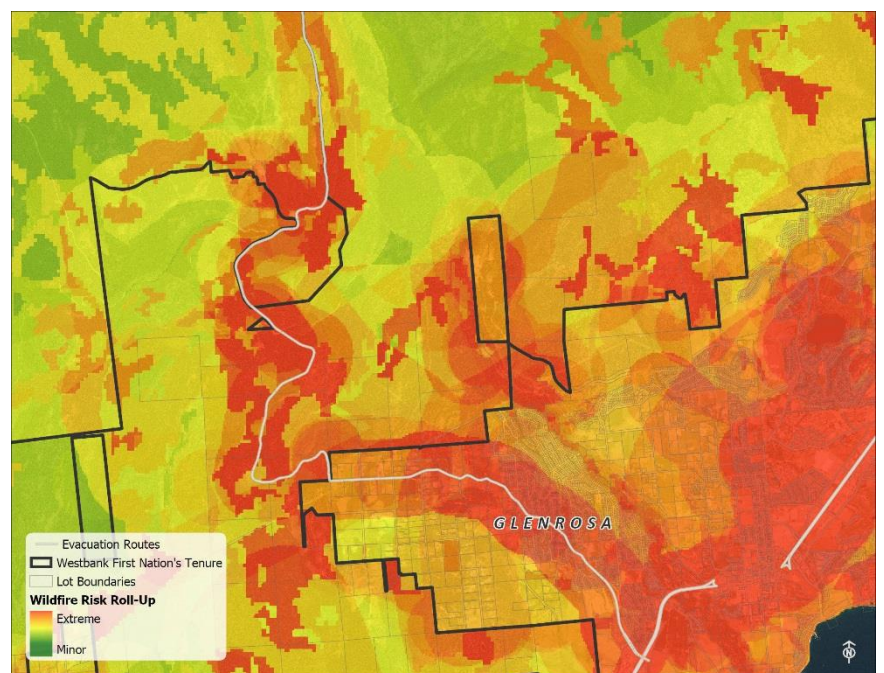 GLENROSA
Evacuation Routes
Westbank First Nation's Tenure
Lot Boundaries
Wildfire Risk Roll-Up
Extreme
Minor
N